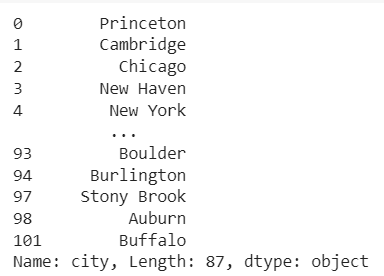 0 Princeton
1 Cambridge
2 Chicago
3 New Haven
4 New York
...
93 Boulder
94 Burlington
97 Stony Brook
98 Auburn
101 Buffalo
Name: city, Length: 87, dtype: object